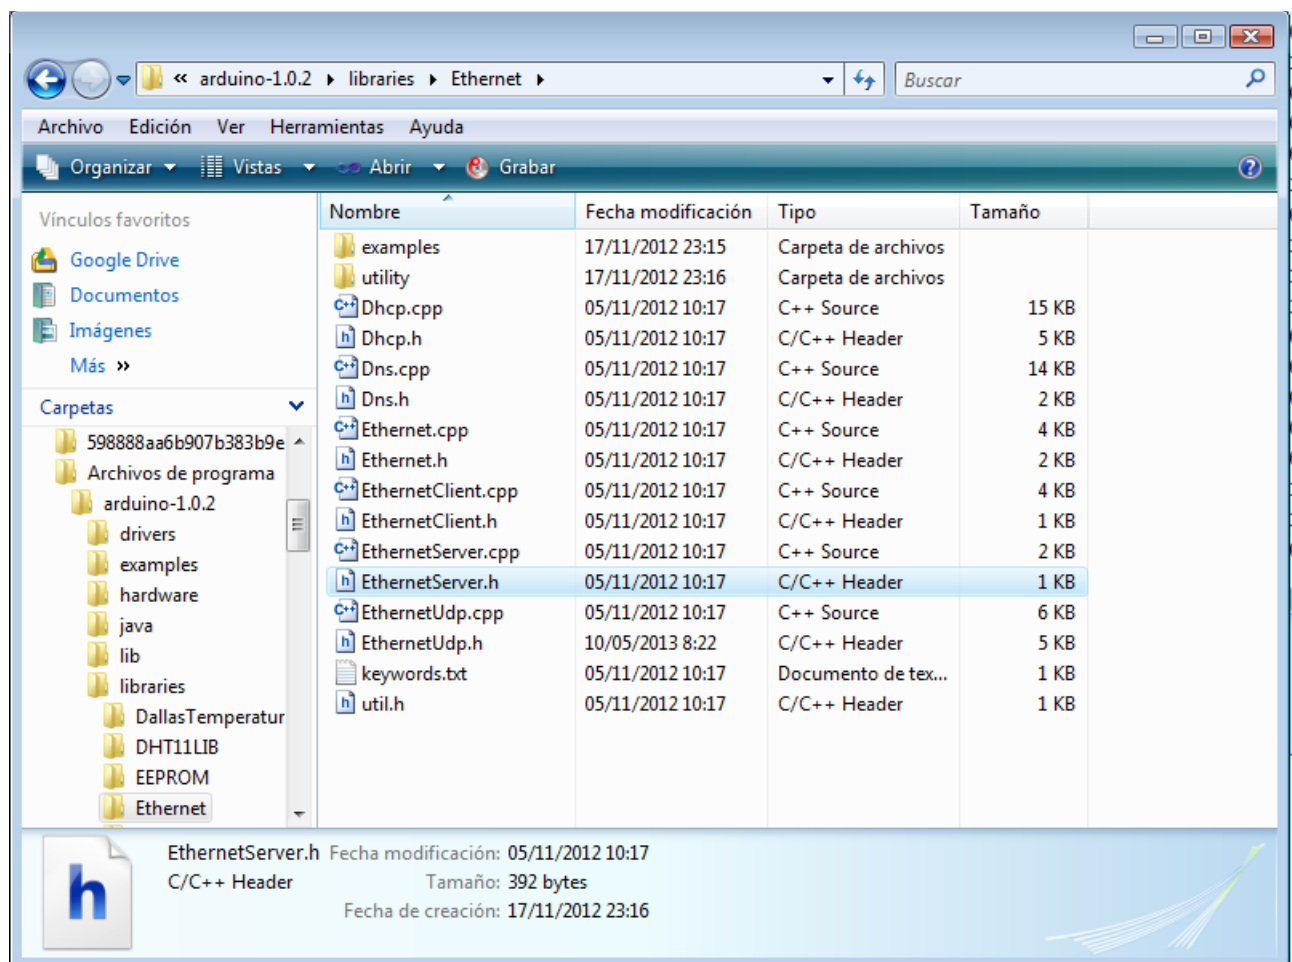 « arduino-1.0.2 libraries Ethernet Buscar
Archivo Edición Ver Herramientas Ayuda
Organizar Vistas Abrir Grabar
Vínculos favoritos
Google Drive
Documentos
Imágenes
Más »
Carpetas
598888aa6b907b383b9e
Archivos de programa
arduino-1.0.2
drivers
examples
hardware
java
lib
libraries
DallasTemperatur
DHT11LIB
EEPROM
Ethernet
Nombre Fecha modificación Tipo Tamaño
examples 17/11/2012 23:15 Carpeta de archivos
utility 17/11/2012 23:16 Carpeta de archivos
Dhcp.cpp 05/11/2012 10:17 C++ Source 15 KB
Dhcp.h 05/11/2012 10:17 C/C++ Header 5 KB
Dns.cpp 05/11/2012 10:17 C++ Source 14 KB
Dns.h 05/11/2012 10:17 C/C++ Header 2 KB
Ethernet.cpp 05/11/2012 10:17 C++ Source 4 KB
Ethernet.h 05/11/2012 10:17 C/C++ Header 2 KB
EthernetClient.cpp 05/11/2012 10:17 C++ Source 4 KB
EthernetClient.h 05/11/2012 10:17 C/C++ Header 1 KB
EthernetServer.cpp 05/11/2012 10:17 C++ Source 2 KB
EthernetServer.h 05/11/2012 10:17 C/C++ Header 1 KB
EthernetUdp.cpp 05/11/2012 10:17 C++ Source 6 KB
EthernetUdp.h 10/05/2013 8:22 C/C++ Header 5 KB
keywords.txt 05/11/2012 10:17 Documento de tex... 1 KB
util.h 05/11/2012 10:17 C/C++ Header 1 KB
EthernetServer.h Fecha modificación: 05/11/2012 10:17
C/C++ Header Tamaño: 392 bytes
Fecha de creación: 17/11/2012 23:16